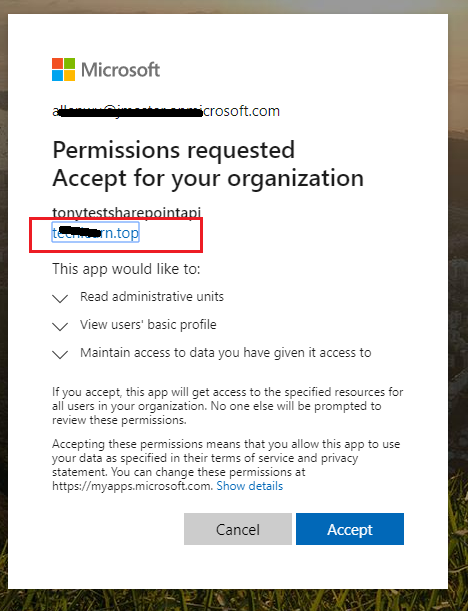 Microsoft
microsoft.com
Permissions requested
Accept for your organization
tonytestsharepointapi
.top
This app would like to:
Read administrative units
View users' basic profile
Maintain access to data you have given it access to
If you accept, this app will get access to the specified resources for
all users in your organization. No one else will be prompted to
review these permissions.
Accepting these permissions means that you allow this app to use
your data as specified in their terms of service and privacy
statement. You can change these permissions at
https://myapps.microsoft.com. Show details
Cancel Accept